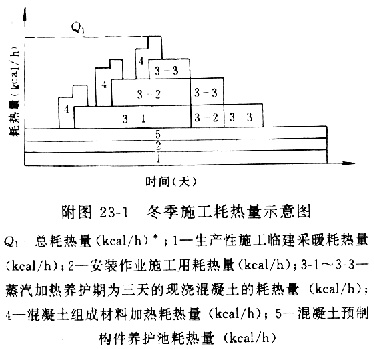 Q₁
耗热量(kcal/h)
3-3
4
4
3-2
3-3
4
3-1
3-2
3-3
5
2
1
时间(天)
附图 23-1 冬季施工耗热量示意图
Q₁ 总耗热量(kcal/h)*;1—生产性施工临建采暖耗热量
(kcal/h);2—安装作业施工用耗热量(kcal/h);3-1~3-3—
蒸汽加热养护期为三天的现浇混凝土的耗热量(kcal/h);
4—混凝土组成材料加热耗热量(kcal/h);5—混凝土预制
构件养护池耗热量(kcal/h)